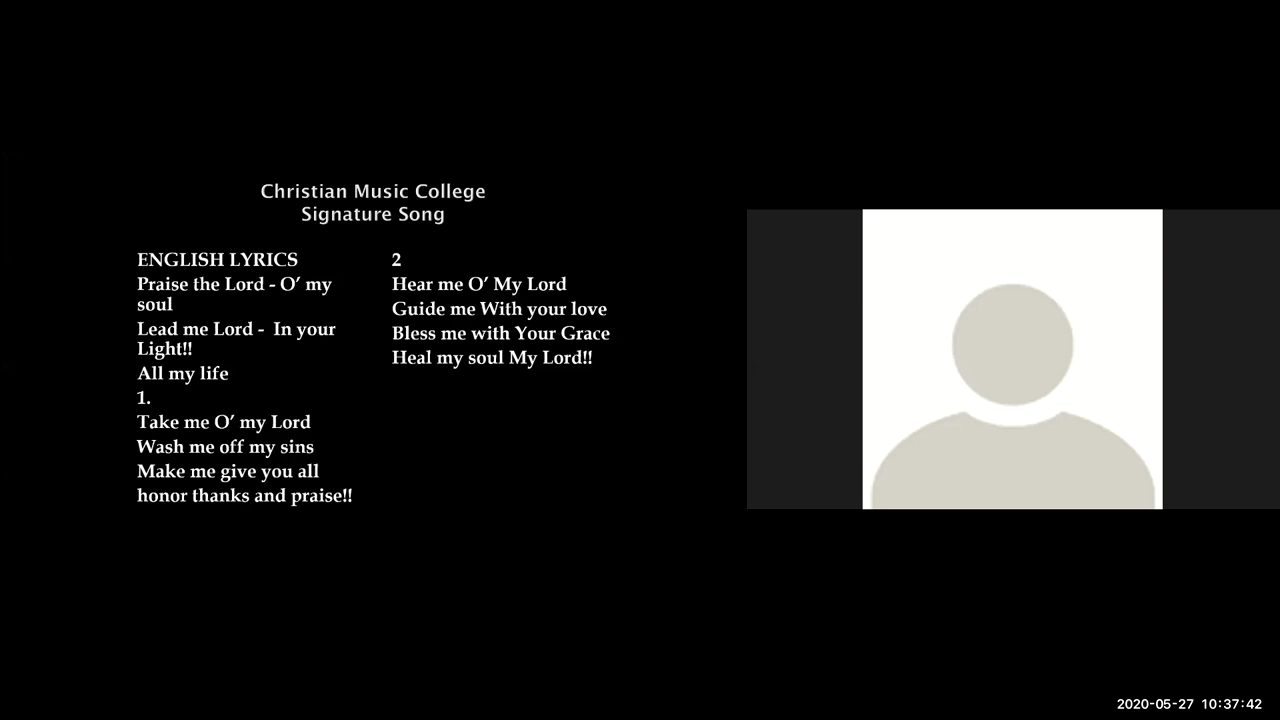 Christian Music College
Signature Song
ENGLISH LYRICS
Praise the Lord - O’ my
soul
Lead me Lord -  In your
Light!!
All my life
1.
Take me O’ my Lord
Wash me off my sins
Make me give you all
honor thanks and praise!!
2
Hear me O’ My Lord
Guide me With your love
Bless me with Your Grace
Heal my soul My Lord!!
2020-05-27 10:37:42